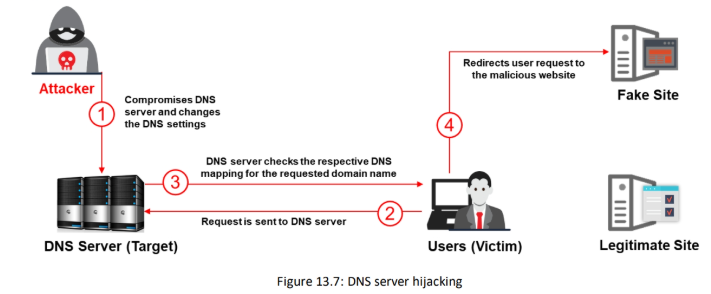 Attacker
1
Compromises DNS
server and changes
the DNS settings
Redirects user request to
the malicious website
4
Fake Site
DNS server checks the respective DNS
mapping for the requested domain name
3
Request is sent to DNS server
2
DNS Server (Target)
Users (Victim)
Legitimate Site
Figure 13.7: DNS server hijacking